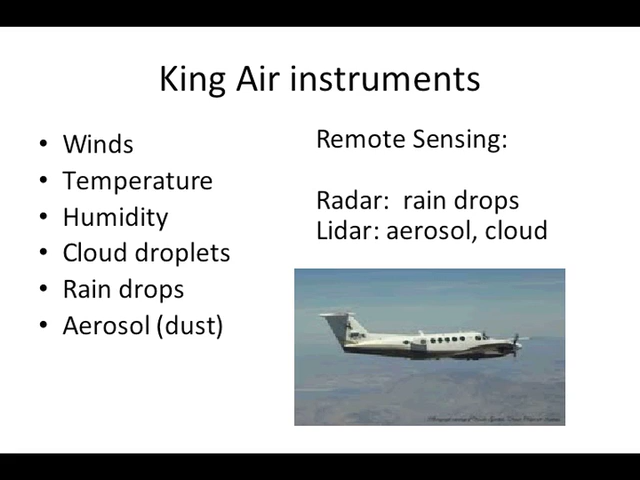 King Air instruments
• Winds
• Temperature
• Humidity
• Cloud droplets
• Rain drops
• Aerosol (dust)
Remote Sensing:
Radar:  rain drops
Lidar: aerosol, cloud